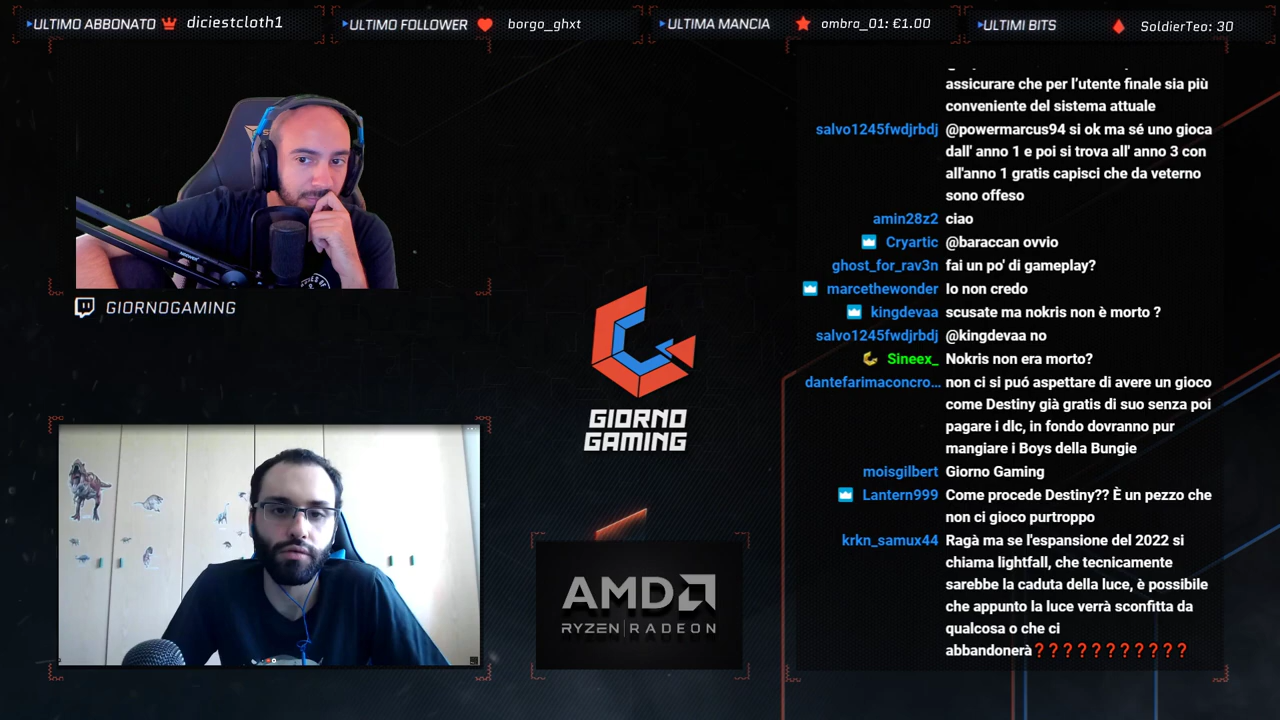 ULTIMO ABBONATO diciestcloth1
ULTIMO FOLLOWER borgo_ghxt
ULTIMA MANCIA ombra_01: €1.00
ULTIMI BITS SoldierTeo: 30
GIORNOGAMING
GIORNO
GAMING
AMD
RYZEN | RADEON
assicurare che per l’utente finale sia più
conveniente del sistema attuale
salvo1245fwdjrbdj @powermarcus94 si ok ma sé uno gioca
dall' anno 1 e poi si trova all' anno 3 con
all'anno 1 gratis capisci che da veterno
sono offeso
amin28z2 ciao
Cryartic @baraccan ovvio
ghost_for_rav3n fai un po' di gameplay?
marcethewonder Io non credo
kingdevaa scusate ma nokris non è morto ?
salvo1245fwdjrbdj @kingdevaa no
Sineex_ Nokris non era morto?
dantefarimaconcro... non ci si puó aspettare di avere un gioco
come Destiny già gratis di suo senza poi
pagare i dlc, in fondo dovranno pur
mangiare i Boys della Bungie
moisgilbert Giorno Gaming
Lantern999 Come procede Destiny?? È un pezzo che
non ci gioco purtroppo
krkn_samux44 Ragà ma se l'espansione del 2022 si
chiama lightfall, che tecnicamente
sarebbe la caduta della luce, è possibile
che appunto la luce verrà sconfitta da
qualcosa o che ci
abbandonerà❓❓❓❓❓❓❓❓❓❓❓